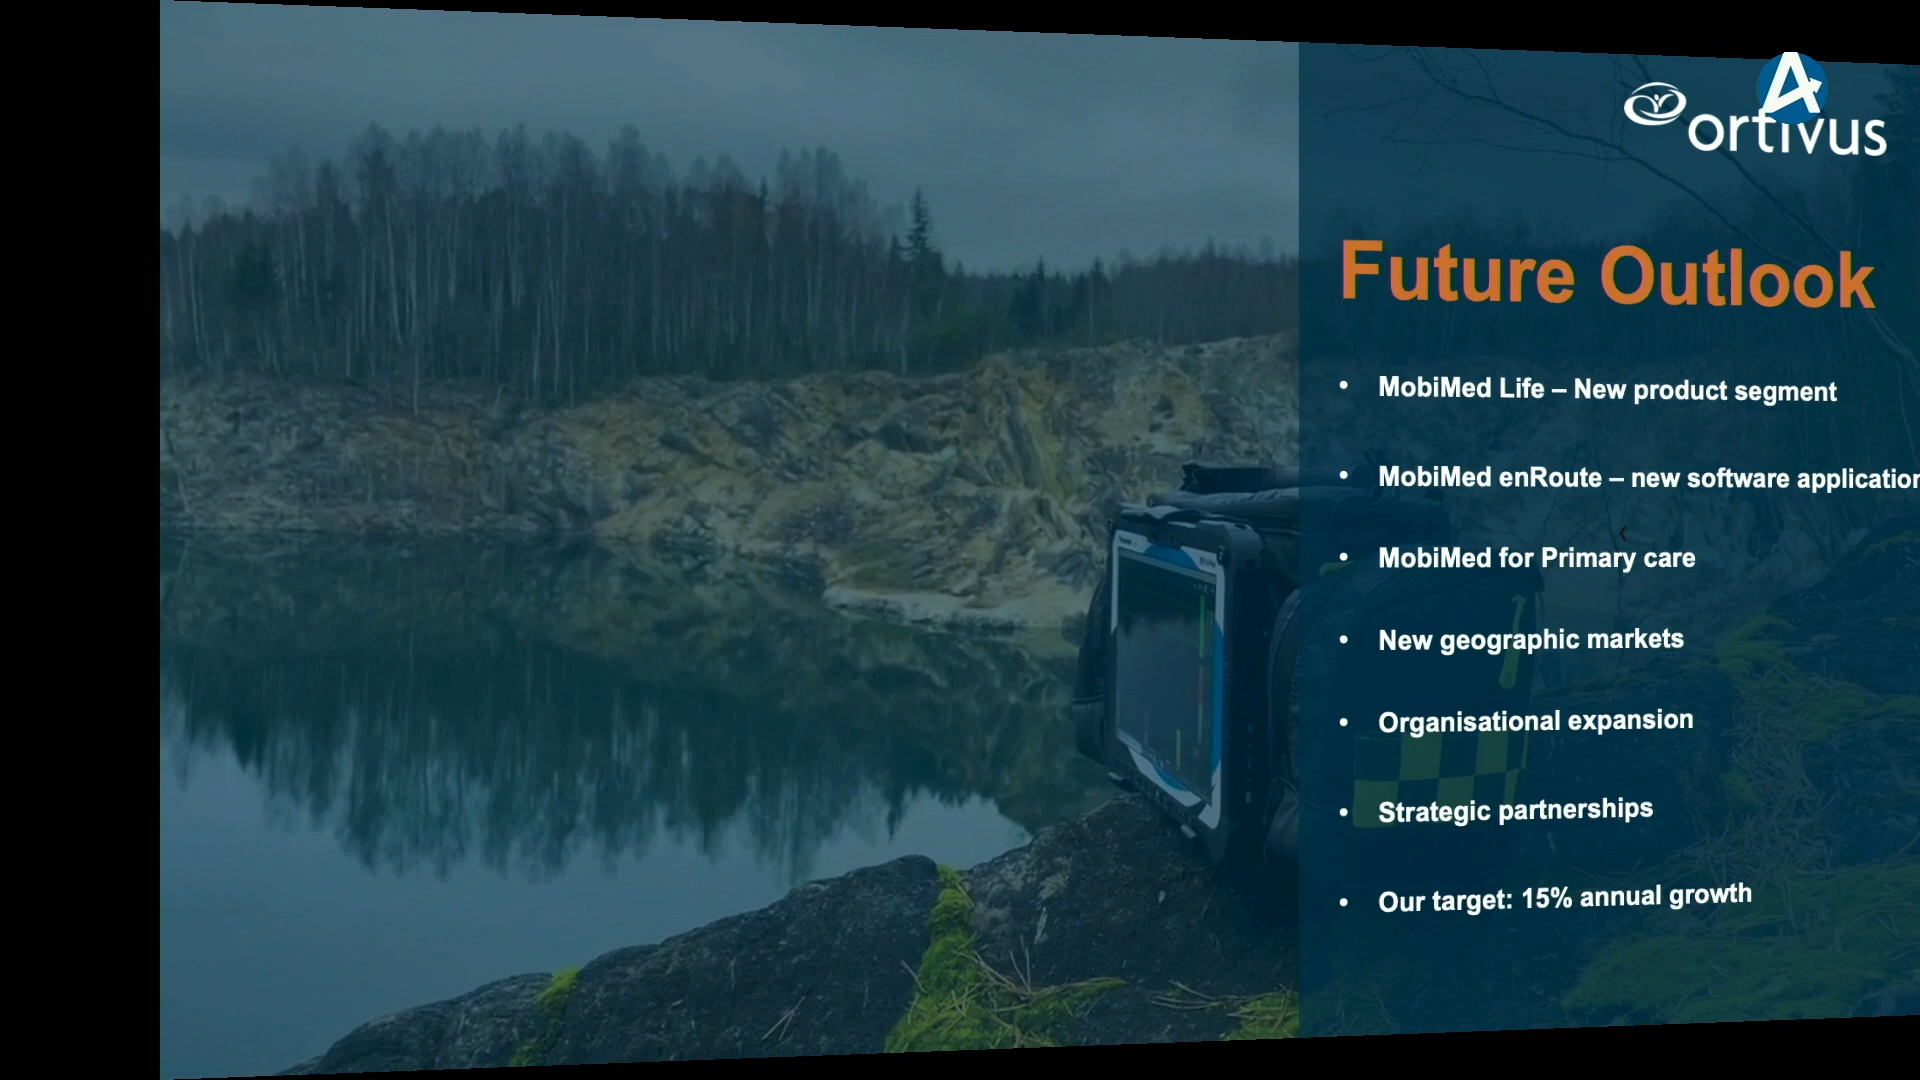 ortivus
Future Outlook
• MobiMed Life – New product segment
• MobiMed enRoute – new software application
• MobiMed for Primary care
• New geographic markets
• Organisational expansion
• Strategic partnerships
• Our target: 15% annual growth